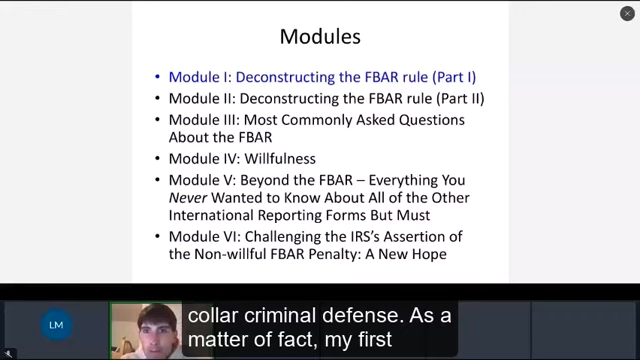 Modules
• Module I: Deconstructing the FBAR rule (Part I)
• Module II: Deconstructing the FBAR rule (Part II)
• Module III: Most Commonly Asked Questions
About the FBAR
• Module IV: Willfulness
• Module V: Beyond the FBAR – Everything You
Never Wanted to Know About All of the Other
International Reporting Forms But Must
• Module VI: Challenging the IRS's Assertion of
the Non-willful FBAR Penalty: A New Hope
LM
collar criminal defense. As a
matter of fact, my first